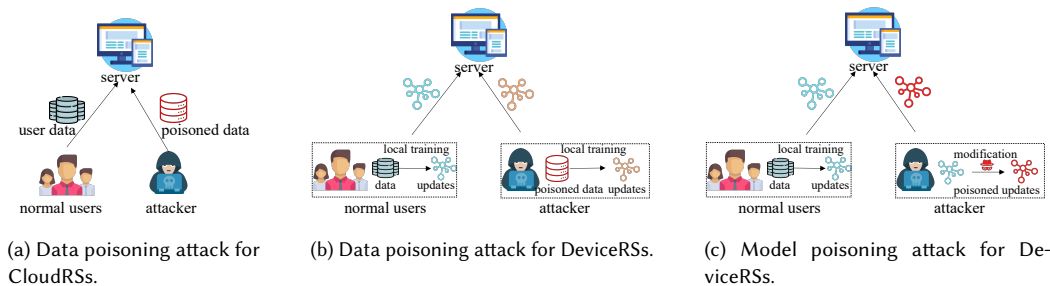 server
user data
poisoned data
normal users
attacker
(a) Data poisoning attack for
CloudRSs.
server
local training
data
updates
normal users
local training
poisoned data
updates
attacker
(b) Data poisoning attack for DeviceRSs.
server
local training
data
updates
normal users
modification
poisoned updates
attacker
(c) Model poisoning attack for De-
viceRSs.